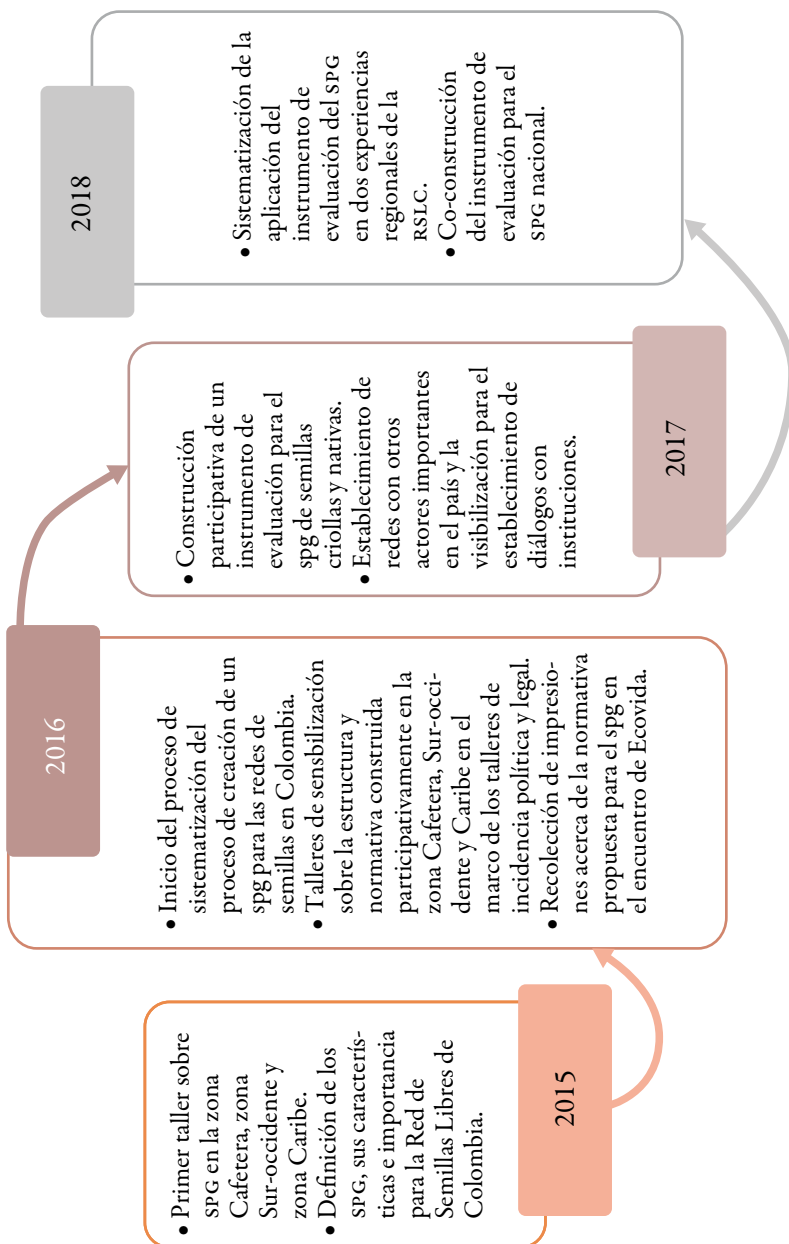 • Primer taller sobre
SPG en la zona
Cafetera, zona
Sur-occidente y
zona Caribe.
• Definición de los
SPG, sus caracterís-
ticas e importancia
para la Red de
Semillas Libres de
Colombia.
2015
2016
• Inicio del proceso de
sistematización del
proceso de creación de un
spg para las redes de
semillas en Colombia.
• Talleres de sensbilización
sobre la estructura y
normativa construida
participativamente en la
zona Cafetera, Sur-occi-
dente y Caribe en el
marco de los talleres de
incidencia política y legal.
• Recolección de impresio-
nes acerca de la normativa
propuesta para el spg en
el encuentro de Ecovida.
• Construcción
participativa de un
instrumento de
evaluación para el
spg de semillas
criollas y nativas.
• Establecimiento de
redes con otros
actores importantes
en el país y la
visibilización para el
establecimiento de
diálogos con
instituciones.
2017
2018
• Sistematización de la
aplicación del
instrumento de
evaluación del SPG
en dos experiencias
regionales de la
RSLC.
• Co-construcción
del instrumento de
evaluación para el
SPG nacional.